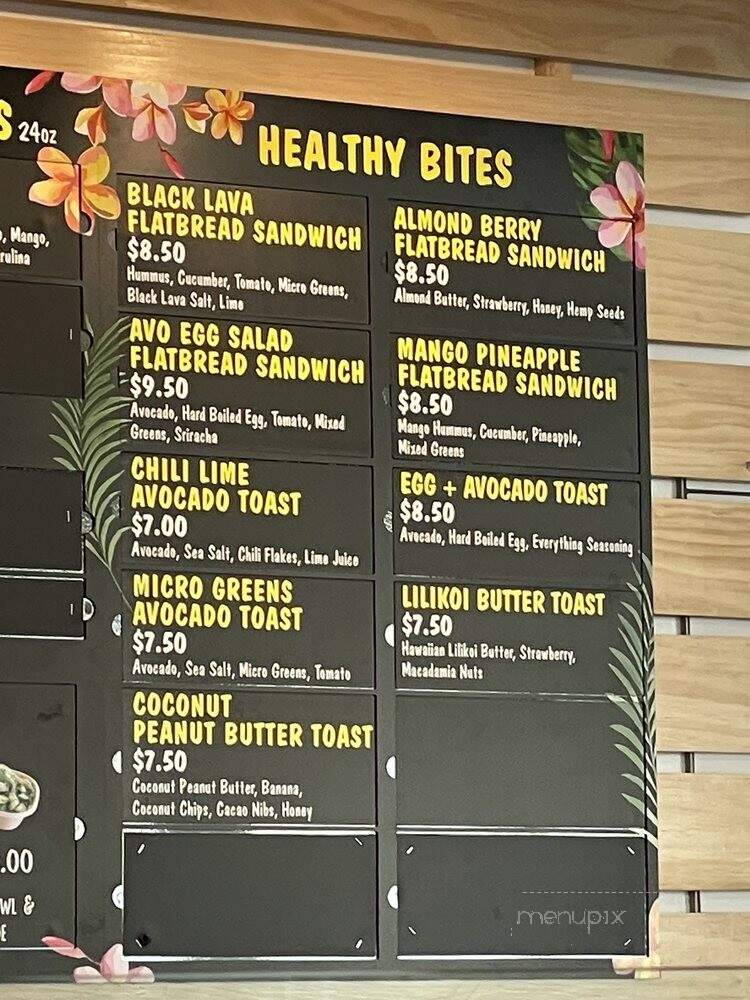 S 24oz
, Mango,
.00
&
HEALTHY BITES
BLACK LAVA
FLATBREAD SANDWICH
$8.50
Hummus, Cucumber, Tomato, Micro Greens,
Black Lava Salt, Lime
AVO EGG SALAD
FLATBREAD SANDWICH
$9.50
Avocado, Hard Boiled Egg, Tomato, Mixed
Greens, Sriracha
CHILI LIME
AVOCADO TOAST
$7.00
Avocado, Sea Salt, Chili Flakes, Lime Juice
MICRO GREENS
AVOCADO TOAST
$7.50
Avocado, Sea Salt, Micro Greens, Tomato
COCONUT
PEANUT BUTTER TOAST
$7.50
Coconut Peanut Butter, Banana,
Coconut Chips, Cacao Nibs, Honey
ALMOND BERRY
FLATBREAD SANDWICH
$8.50
Almond Butter, Strawberry, Honey, Hemp Seeds
MANGO PINEAPPLE
FLATBREAD SANDWICH
$8.50
Mango Hummus, Cucumber, Pineapple,
Mixed Greens
EGG + AVOCADO TOAST
$8.50
Avocado, Hard Boiled Egg, Everything Seasoning
LILIKOI BUTTER TOAST
$7.50
Hawaiian Lilikoi Butter, Strawberry,
Macadamia Nuts
menupix